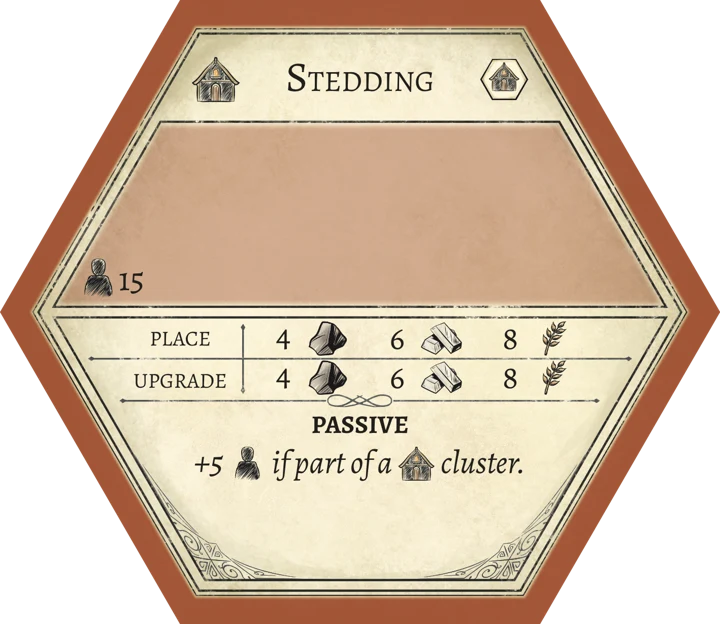 Stedding
15
PLACE 4 6 8
UPGRADE 4 6 8
PASSIVE
+5 if part of a cluster.